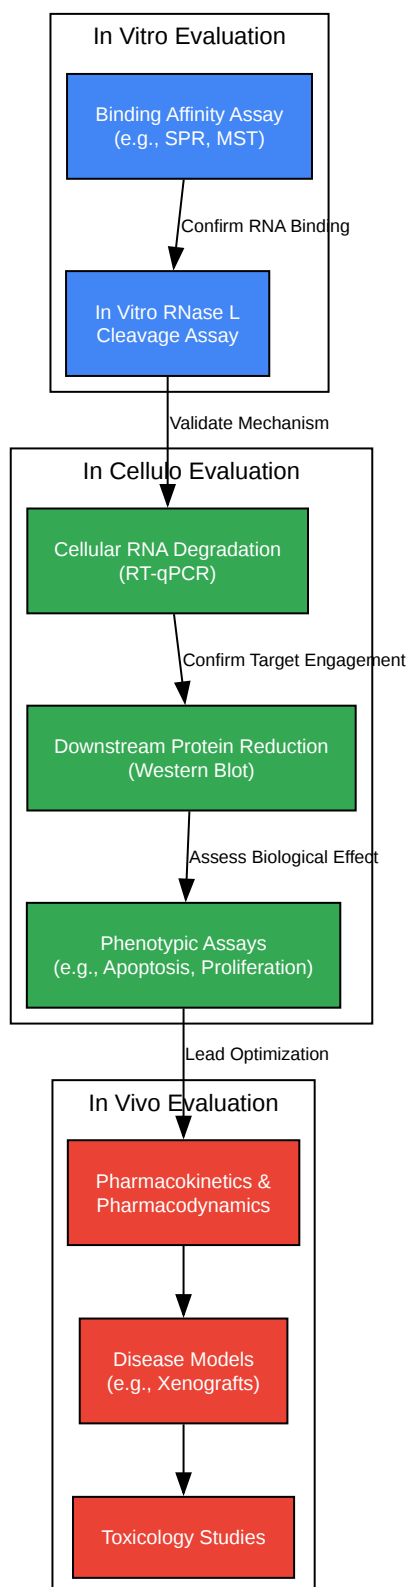 In Vitro Evaluation
Binding Affinity Assay
(e.g., SPR, MST)
Confirm RNA Binding
In Vitro RNase L
Cleavage Assay
Validate Mechanism
In Cellulo Evaluation
Cellular RNA Degradation
(RT-qPCR)
Confirm Target Engagement
Downstream Protein Reduction
(Western Blot)
Assess Biological Effect
Phenotypic Assays
(e.g., Apoptosis, Proliferation)
Lead Optimization
In Vivo Evaluation
Pharmacokinetics &
Pharmacodynamics
Disease Models
(e.g., Xenografts)
Toxicology Studies